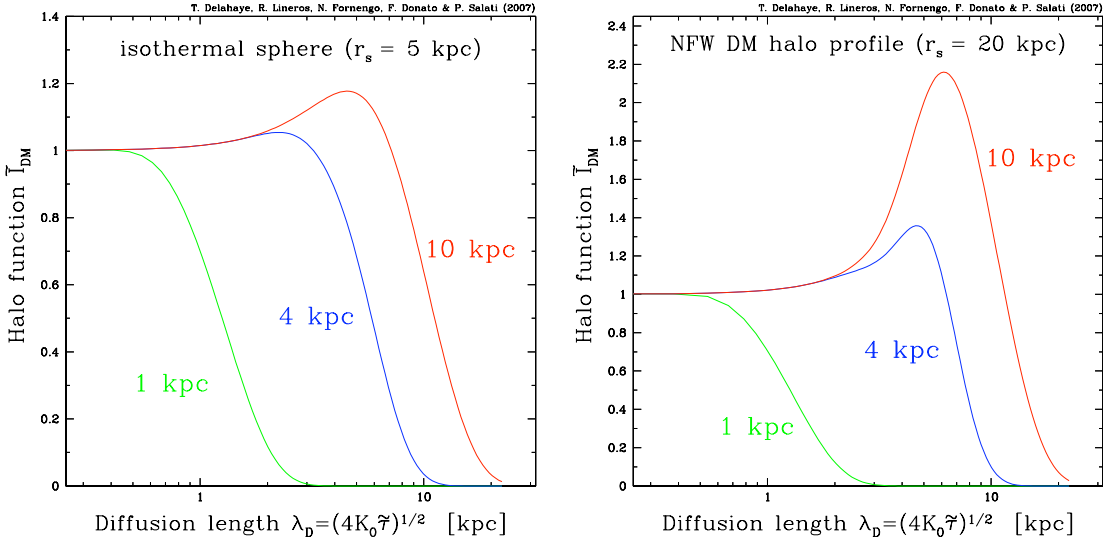 T. Delahaye, R. Lineros, N. Fornengo, F. Donato & P. Salati (2007)
isothermal sphere (r_s = 5 kpc)
1.4
1.2
1
0.8
0.6
0.4
0.2
0
Halo function Ĩ_DM
10 kpc
4 kpc
1 kpc
1
10
Diffusion length λ_D=(4K_0τ̃)^1/2 [kpc]
T. Delahaye, R. Lineros, N. Fornengo, F. Donato & P. Salati (2007)
NFW DM halo profile (r_s = 20 kpc)
2.4
2.2
2
1.8
1.6
1.4
1.2
1
0.8
0.6
0.4
0.2
0
Halo function Ĩ_DM
10 kpc
4 kpc
1 kpc
1
10
Diffusion length λ_D=(4K_0τ̃)^1/2 [kpc]